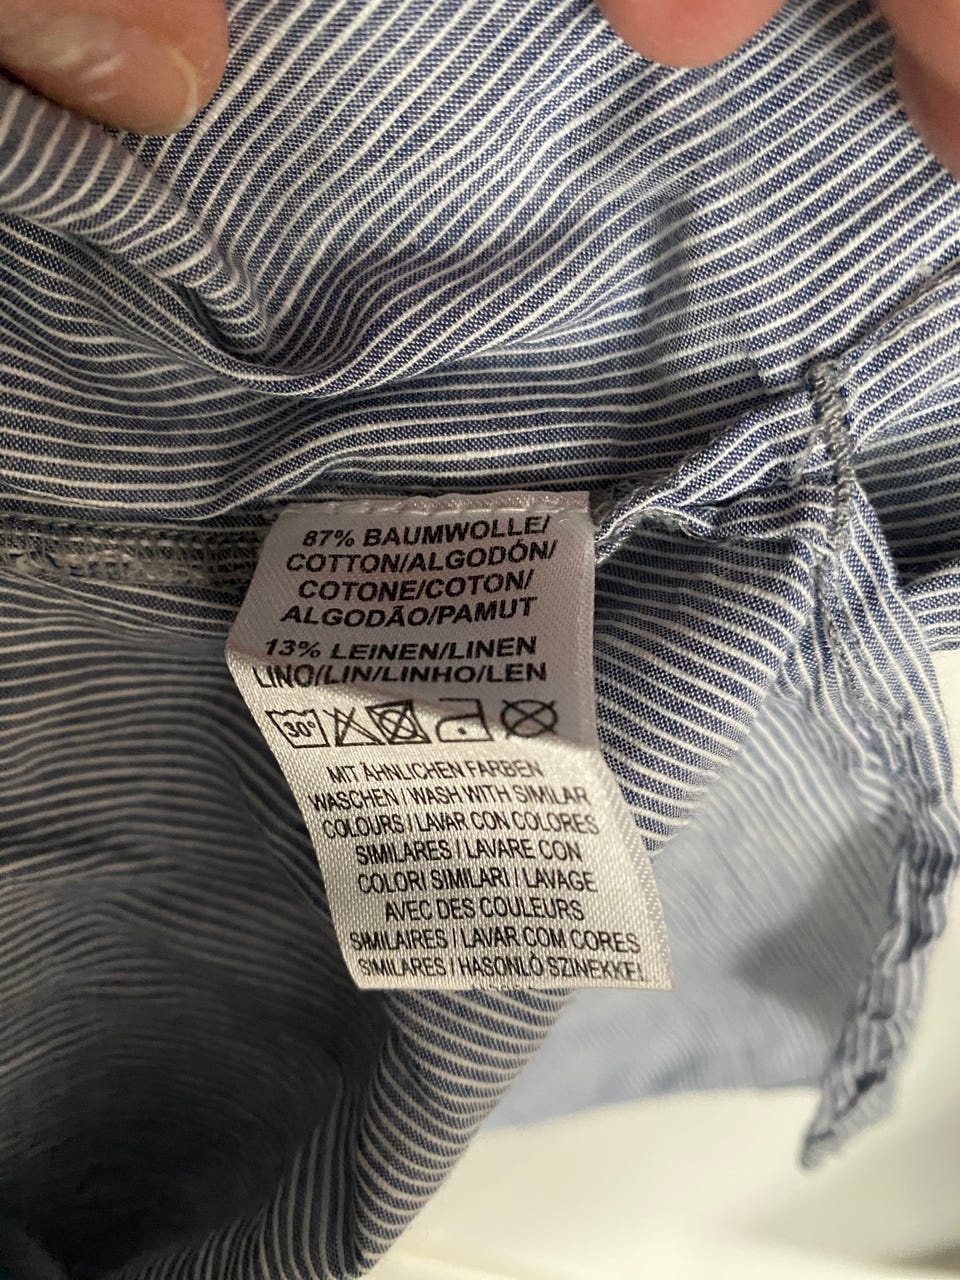 87% BAUMWOLLE/
COTTON/ALGODÓN/
COTONE/COTON/
ALGODÃO/PAMUT
13% LEINEN/LINEN
LINO/LIN/LINHO/LEN
30°
MIT ÄHNLICHEN FARBEN
WASCHEN / WASH WITH SIMILAR
COLOURS / LAVAR CON COLORES
SIMILARES / LAVARE CON
COLORI SIMILARI / LAVAGE
AVEC DES COULEURS
SIMILAIRES / LAVAR COM CORES
SIMILARES / HASONLÓ SZINEKKEL